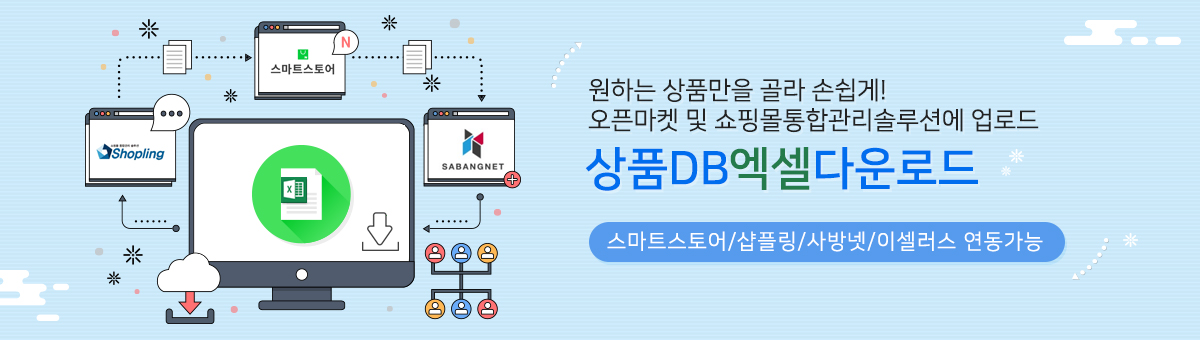 N
스마트스토어
Shopling
SABANGNET
원하는 상품만을 골라 손쉽게!
오픈마켓 및 쇼핑몰통합관리솔루션에 업로드
상품DB엑셀다운로드
스마트스토어/샵플링/사방넷/이셀러스 연동가능